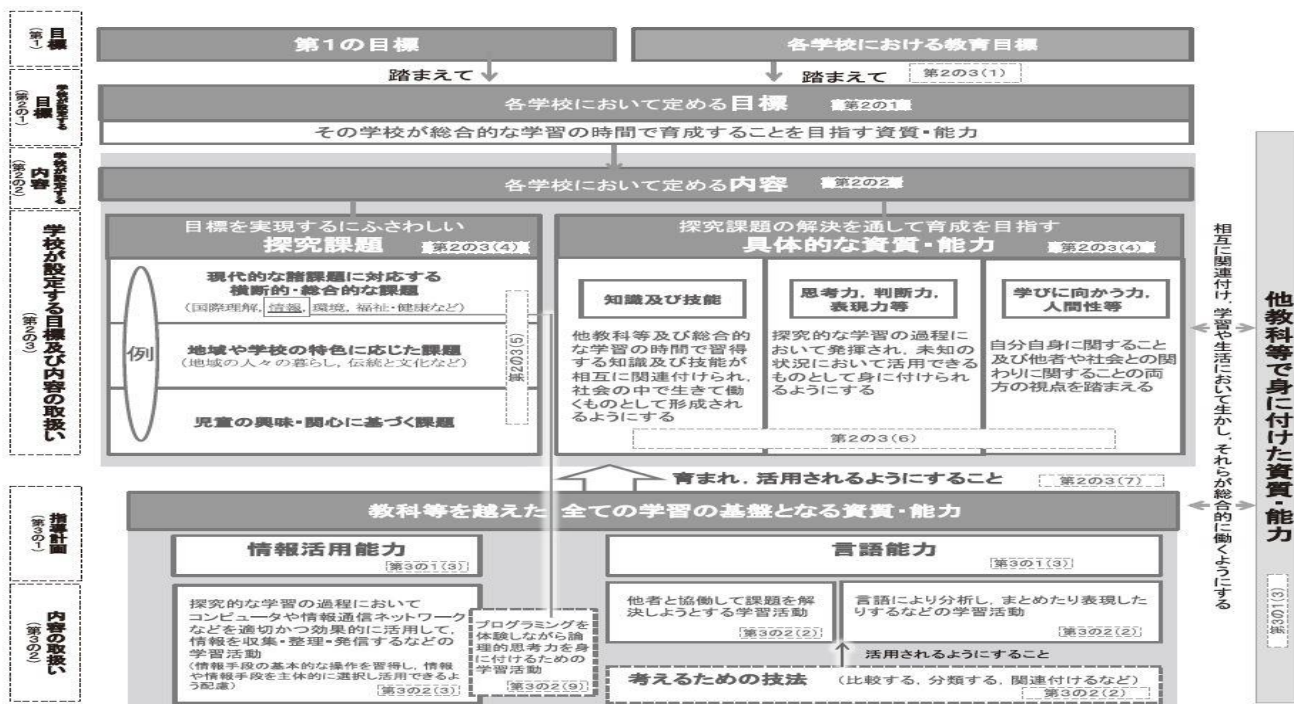 目標
(第1)
第1の目標
各学校における教育目標
踏まえて
踏まえて
第2の3(1)
学校が設定する
目標
(第2の1)
各学校において定める目標
第2の1
その学校が総合的な学習の時間で育成することを目指す資質・能力
学校が設定する
内容
(第2の2)
各学校において定める内容
第2の2
学校が設定する目標及び内容の取扱い
(第2の3)
目標を実現するにふさわしい
探究課題
第2の3(4)
例
現代的な諸課題に対応する
横断的・総合的な課題
(国際理解,情報,環境,福祉・健康など)
地域や学校の特色に応じた課題
(地域の人々の暮らし,伝統と文化など)
児童の興味・関心に基づく課題
第2の3(5)
探究課題の解決を通して育成を目指す
具体的な資質・能力
第2の3(4)
知識及び技能
他教科等及び総合的
な学習の時間で習得
する知識及び技能が
相互に関連付けられ,
社会の中で生きて働
くものとして形成され
るようにする
思考力,判断力,
表現力等
探究的な学習の過程に
おいて発揮され,未知の
状況において活用できる
ものとして身に付けられ
るようにする
学びに向かう力,
人間性等
自分自身に関すること
及び他者や社会との関
わりに関することの両
方の視点を踏まえる
第2の3(6)
育まれ,活用されるようにすること
第2の3(7)
指導計画
(第3の1)
教科等を越えた 全ての学習の基盤となる資質・能力
情報活用能力
第3の1(3)
言語能力
第3の1(3)
内容の取扱い
(第3の2)
探究的な学習の過程において
コンピュータや情報通信ネットワーク
などを適切かつ効果的に活用して,
情報を収集・整理・発信するなどの
学習活動
(情報手段の基本的な操作を習得し,情報
や情報手段を主体的に選択し活用できるよ
う配慮)
第3の2(3)
プログラミングを
体験しながら論
理的思考力を身
に付けるための
学習活動
第3の2(9)
他者と協働して課題を解
決しようとする学習活動
第3の2(2)
言語により分析し,まとめたり表現した
りするなどの学習活動
第3の2(2)
活用されるようにすること
考えるための技法
(比較する,分類する,関連付けるなど)
第3の2(2)
相互に関連付け,学習や生活において生かし,それらが総合的に働くようにする
他教科等で身に付けた資質・能力
第3の1(3)